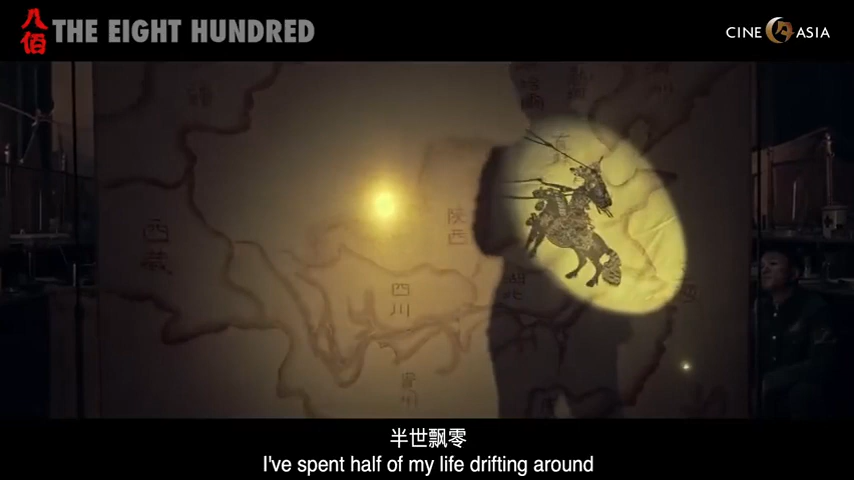 八佰
THE EIGHT HUNDRED
CINE ASIA
西藏
陕西
四川
半世飘零
I've spent half of my life drifting around